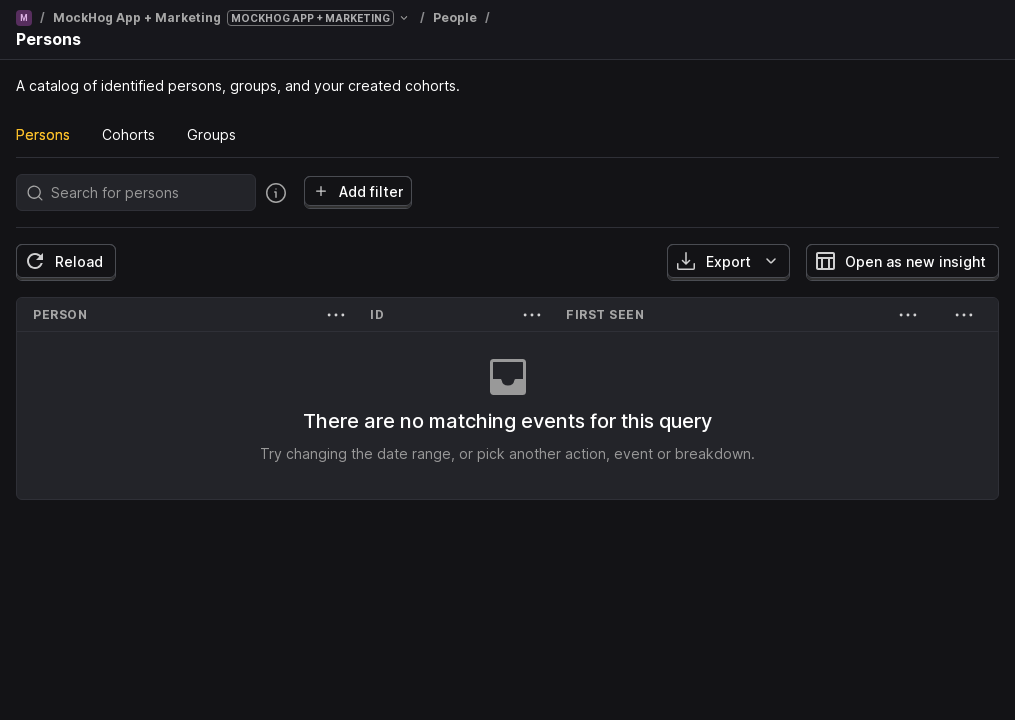 M / MockHog App + Marketing MOCKHOG APP + MARKETING / People /
Persons
A catalog of identified persons, groups, and your created cohorts.
Persons Cohorts Groups
Search for persons Add filter
Reload Export Open as new insight
PERSON ID FIRST SEEN
There are no matching events for this query
Try changing the date range, or pick another action, event or breakdown.